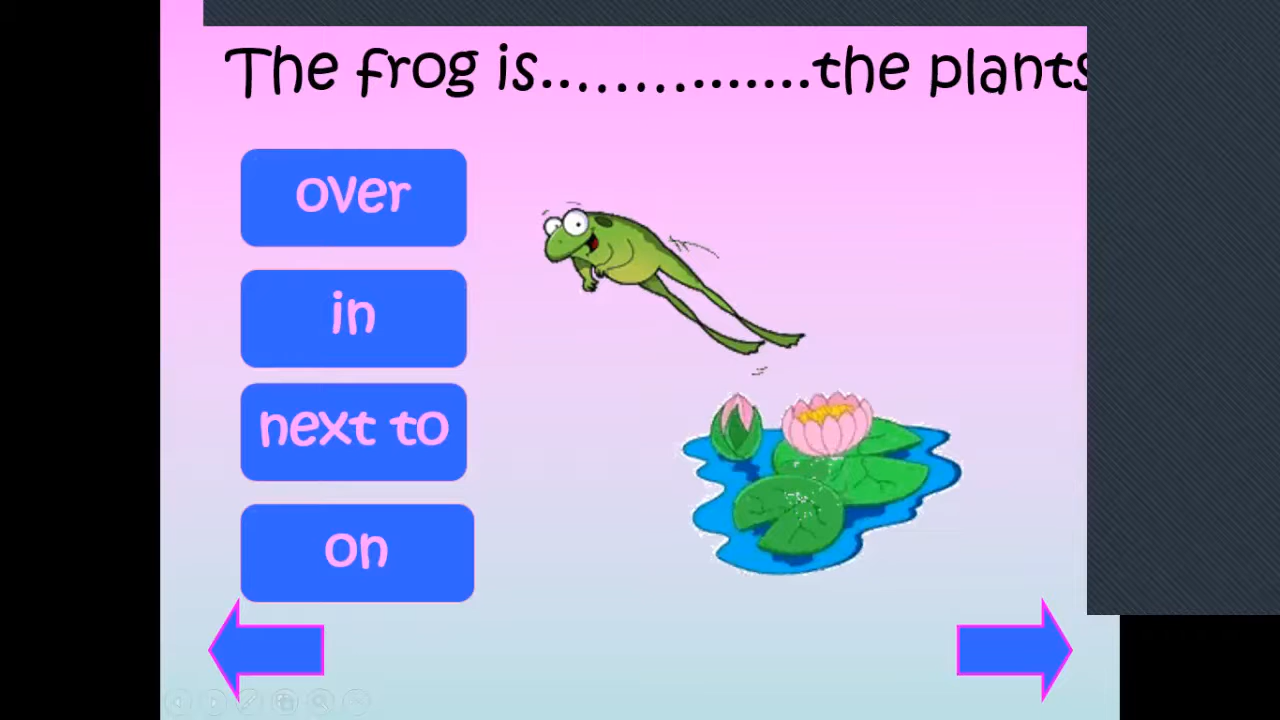 The frog is...............the plants
over
in
next to
on